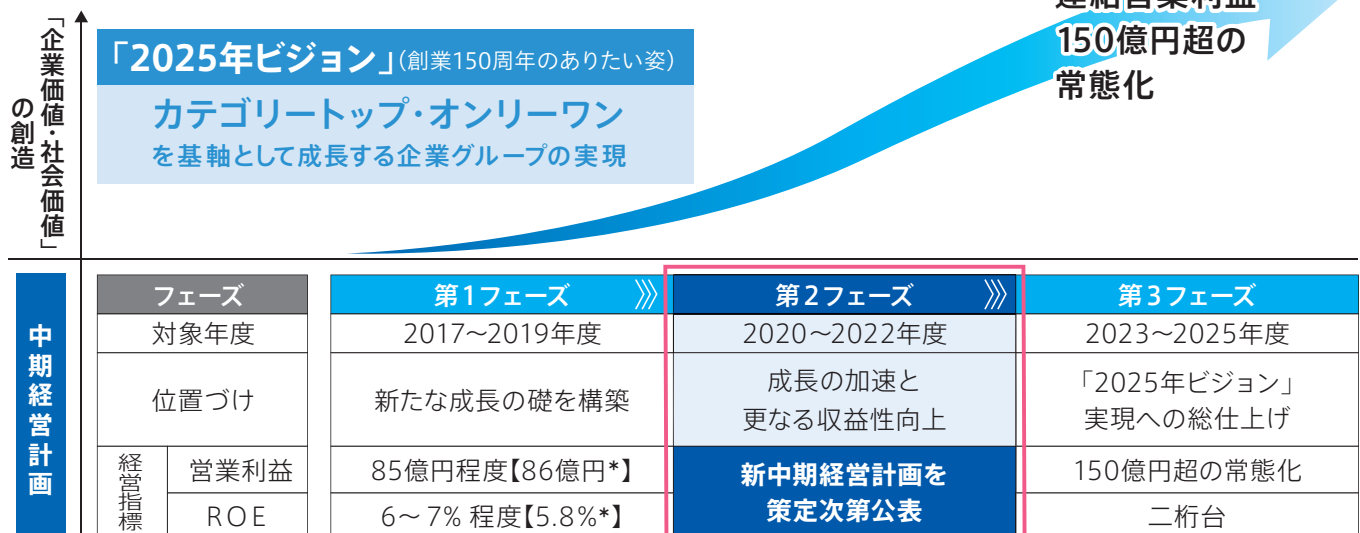 「企業価値・社会価値」
の創造
「2025年ビジョン」(創業150周年のありたい姿)
カテゴリートップ・オンリーワン
を基軸として成長する企業グループの実現
連結営業利益
150億円超の
常態化
中期経営計画
フェーズ 第1フェーズ 第2フェーズ 第3フェーズ
対象年度 2017〜2019年度 2020〜2022年度 2023〜2025年度
位置づけ 新たな成長の礎を構築 成長の加速と
更なる収益性向上
「2025年ビジョン」
実現への総仕上げ
経営指標
営業利益 85億円程度【86億円*】 新中期経営計画を
策定次第公表
150億円超の常態化
ROE 6〜7% 程度【5.8%*】 二桁台